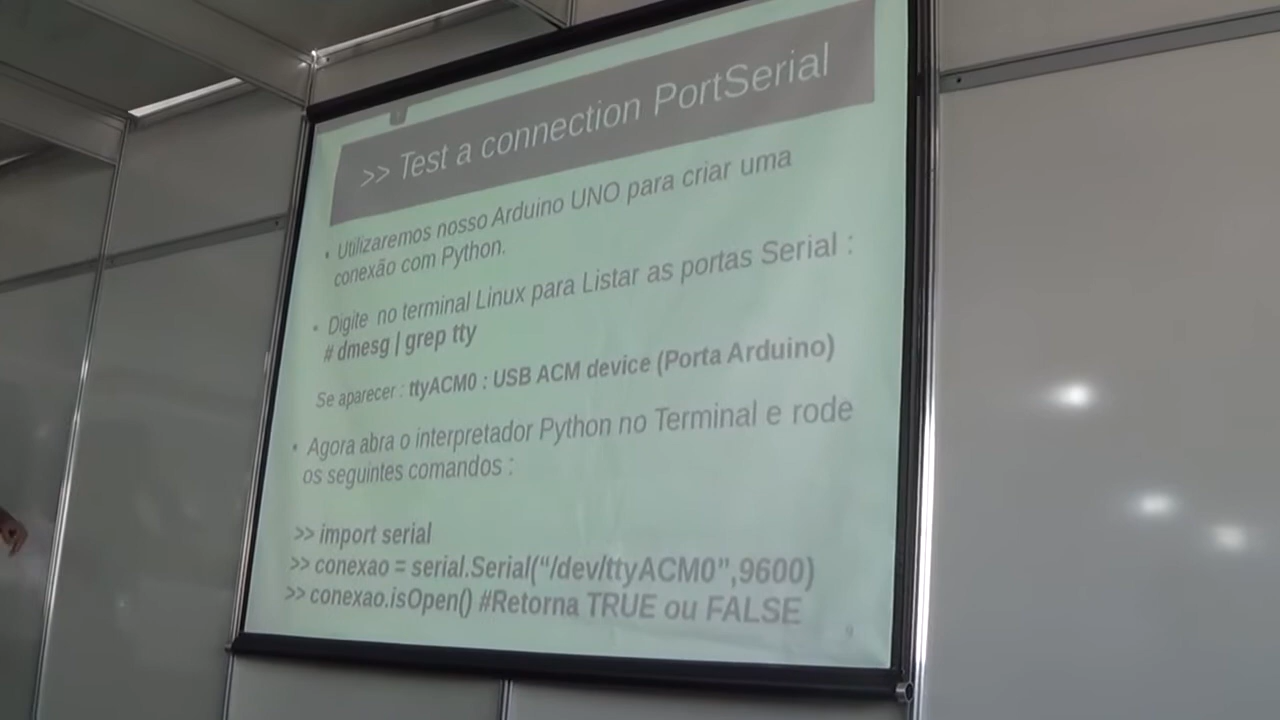 >> Test a connection PortSerial
• Utilizaremos nosso Arduino UNO para criar uma
conexão com Python.
• Digite no terminal Linux para Listar as portas Serial :
# dmesg | grep tty
Se aparecer : ttyACM0 : USB ACM device (Porta Arduino)
• Agora abra o interpretador Python no Terminal e rode
os seguintes comandos :
>> import serial
>> conexao = serial.Serial(“/dev/ttyACM0”,9600)
>> conexao.isOpen() #Retorna TRUE ou FALSE
9